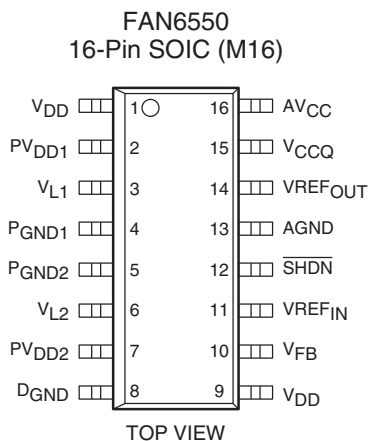 FAN6550
16-Pin SOIC (M16)
VDD 1 16 AVCC
PVDD1 2 15 VCCQ
VL1 3 14 VREFOUT
PGND1 4 13 AGND
PGND2 5 12 SHDN
VL2 6 11 VREFIN
PVDD2 7 10 VFB
DGND 8 9 VDD
TOP VIEW